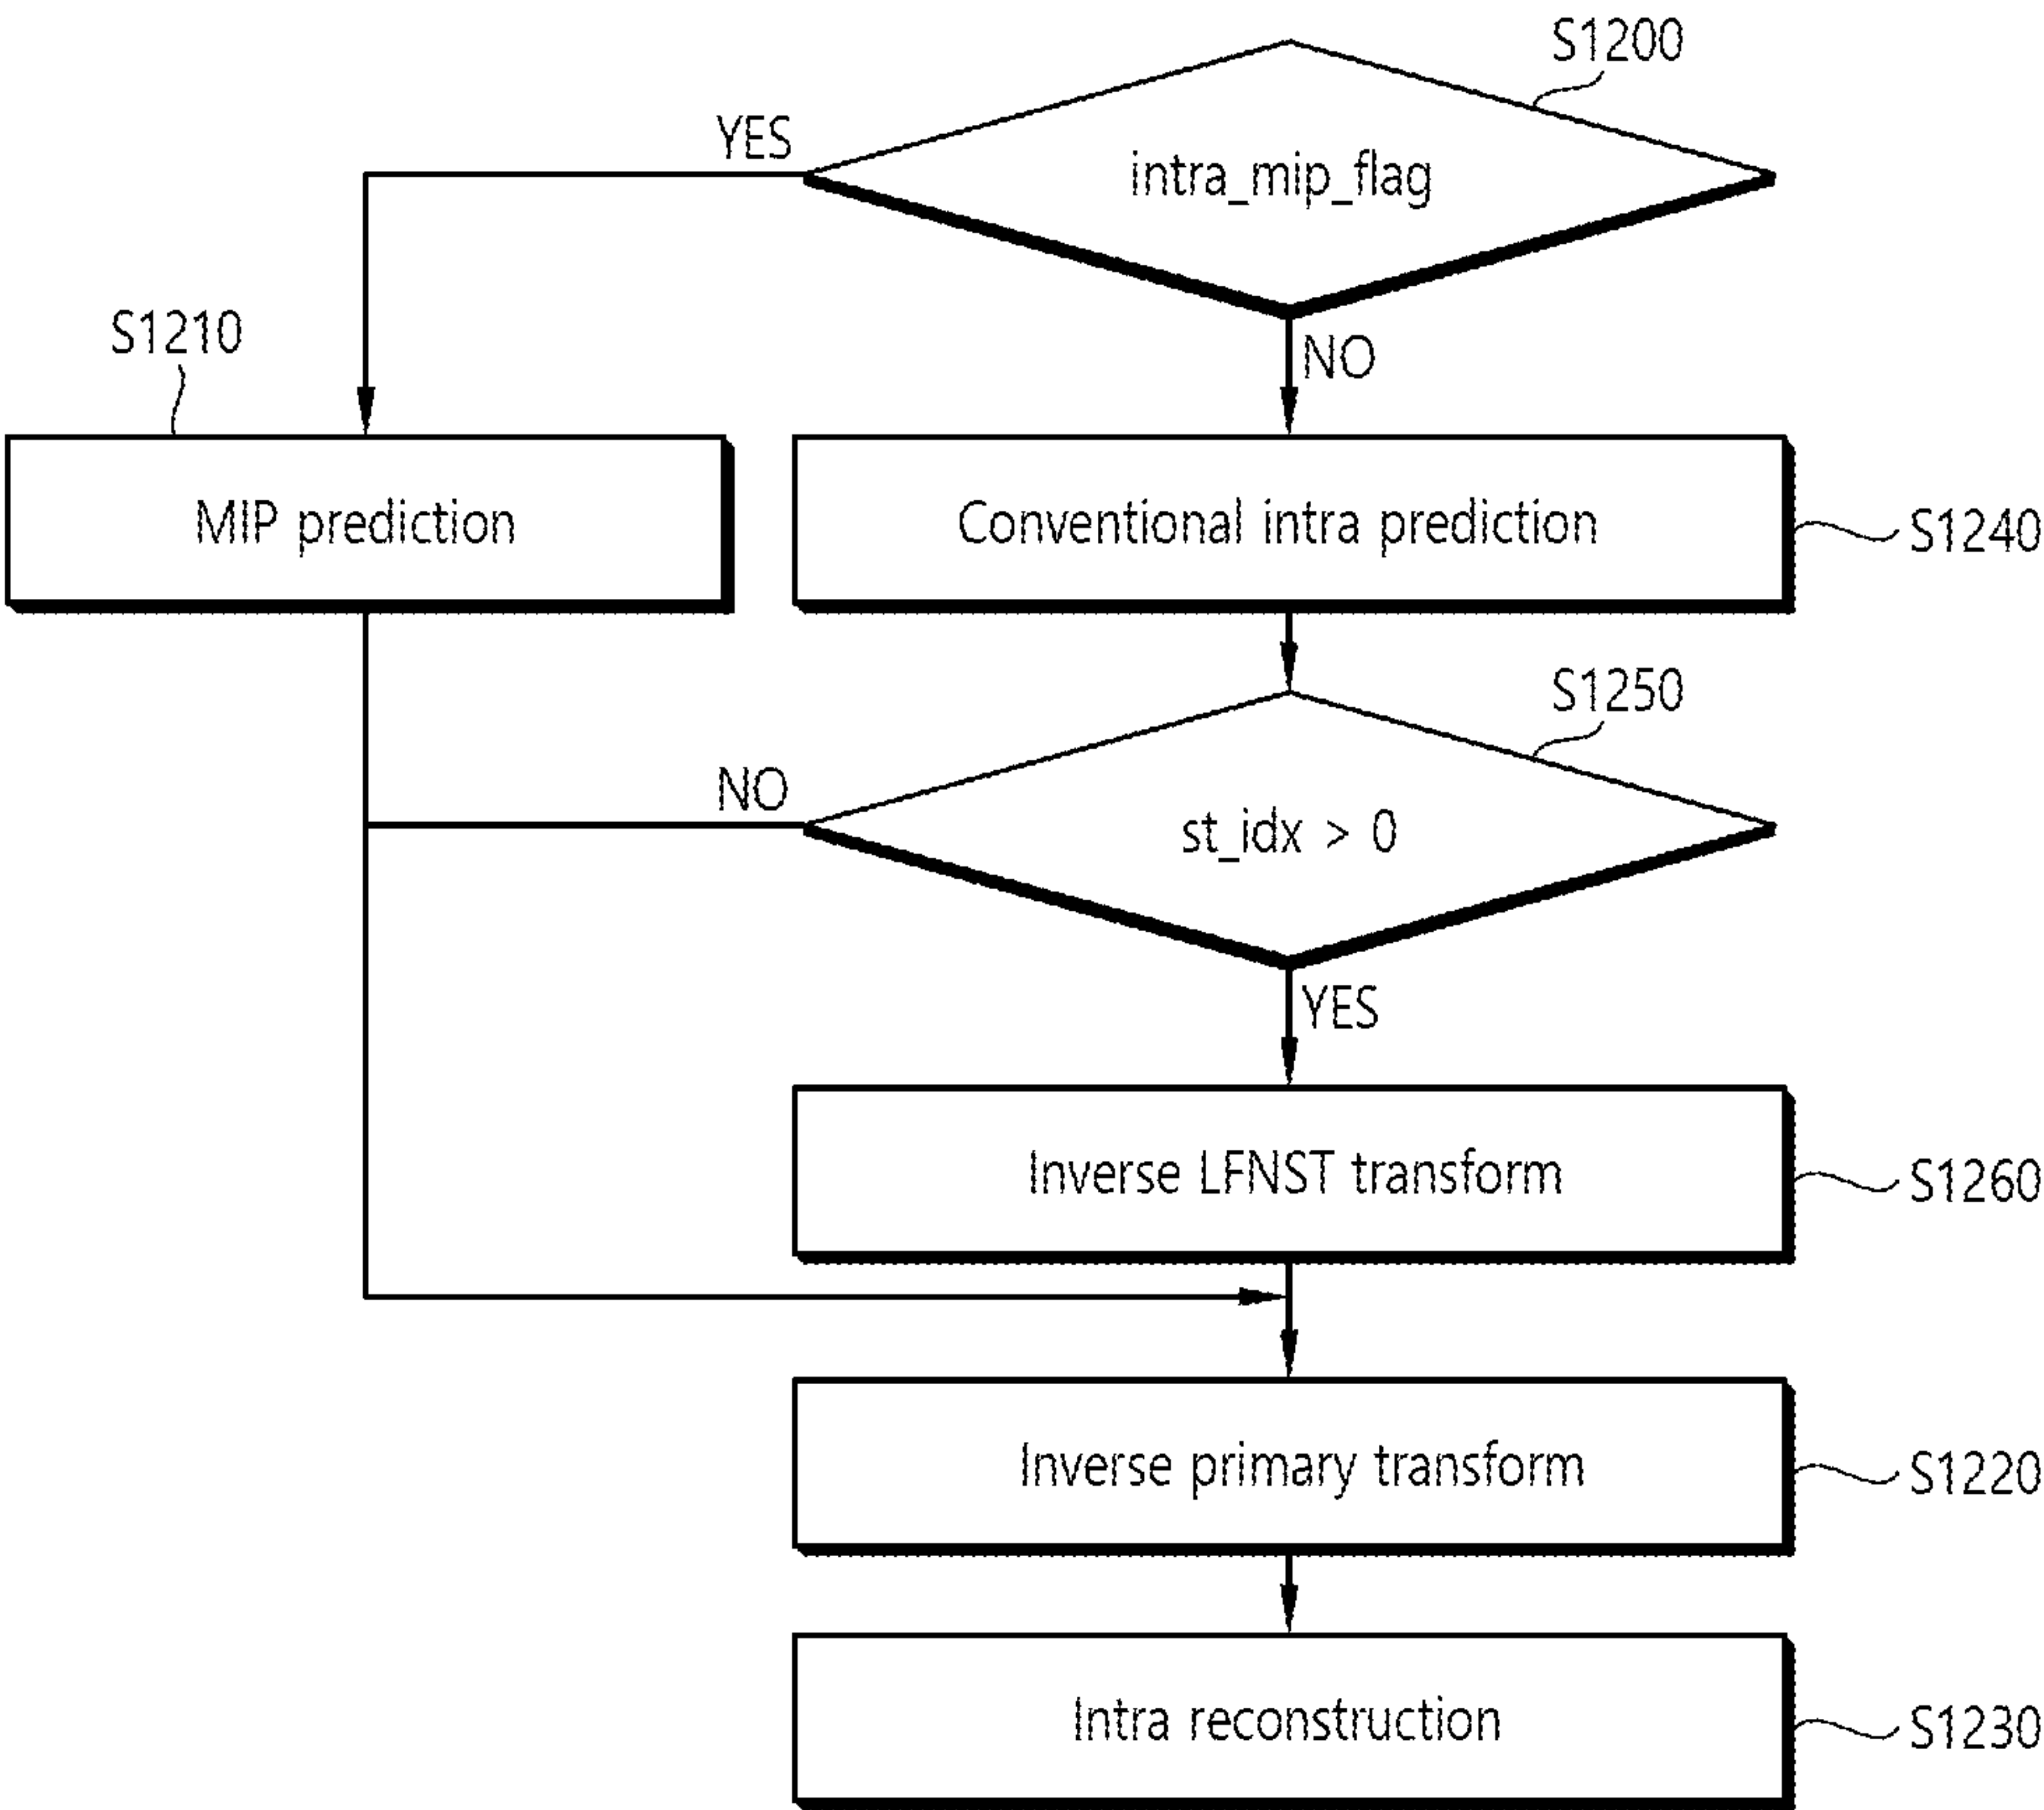 S1200
YES
intra_mip_flag
S1210
NO
MIP prediction
Conventional intra prediction
S1240
S1250
NO
st_idx > 0
YES
Inverse LFNST transform
S1260
Inverse primary transform
S1220
Intra reconstruction
S1230